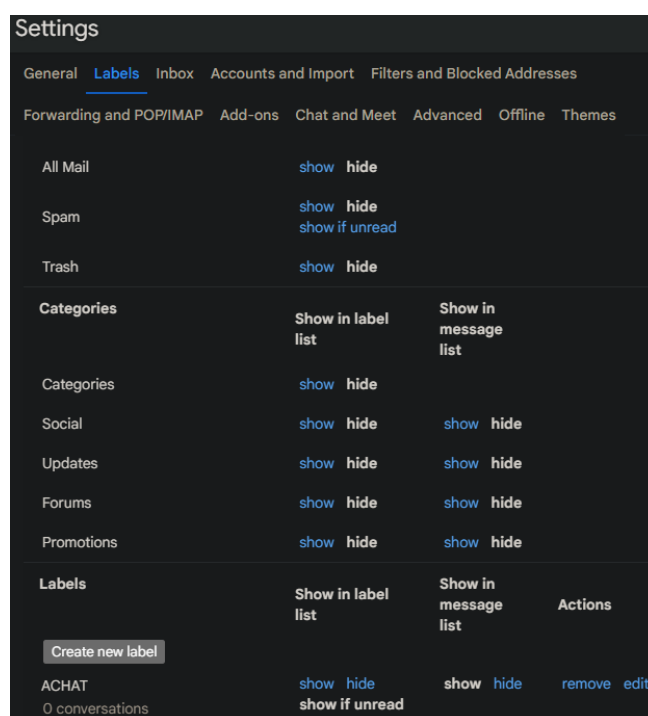 Settings
General Labels Inbox Accounts and Import Filters and Blocked Addresses
Forwarding and POP/IMAP Add-ons Chat and Meet Advanced Offline Themes
All Mail show hide
Spam show hide
show if unread
Trash show hide
Categories Show in label list Show in message list
Categories show hide
Social show hide show hide
Updates show hide show hide
Forums show hide show hide
Promotions show hide show hide
Labels Show in label list Show in message list Actions
Create new label
ACHAT show hide show hide remove edit
0 conversations show if unread